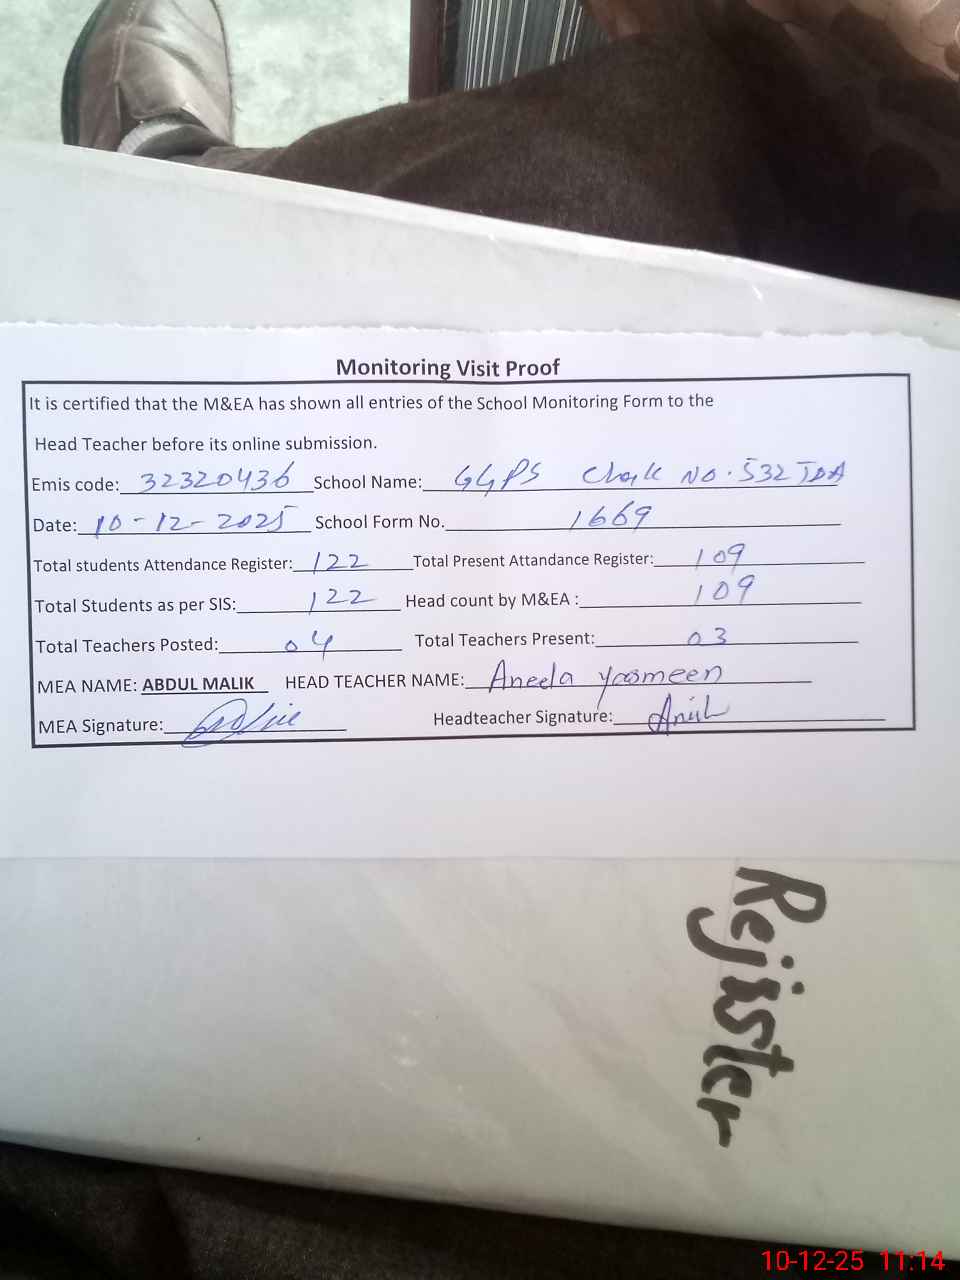 Monitoring Visit Proof
It is certified that the M&EA has shown all entries of the School Monitoring Form to the
Head Teacher before its online submission.
Emis code: 32320436 School Name: GGPS Chak NO. 532 TDA
Date: 10-12-2025 School Form No. 1669
Total students Attendance Register: 122 Total Present Attandance Register: 109
Total Students as per SIS: 122 Head count by M&EA : 109
Total Teachers Posted: 04 Total Teachers Present: 03
MEA NAME: ABDUL MALIK HEAD TEACHER NAME: Aneela yasmeen
MEA Signature: Headteacher Signature:
Rejister
10-12-25 11:14